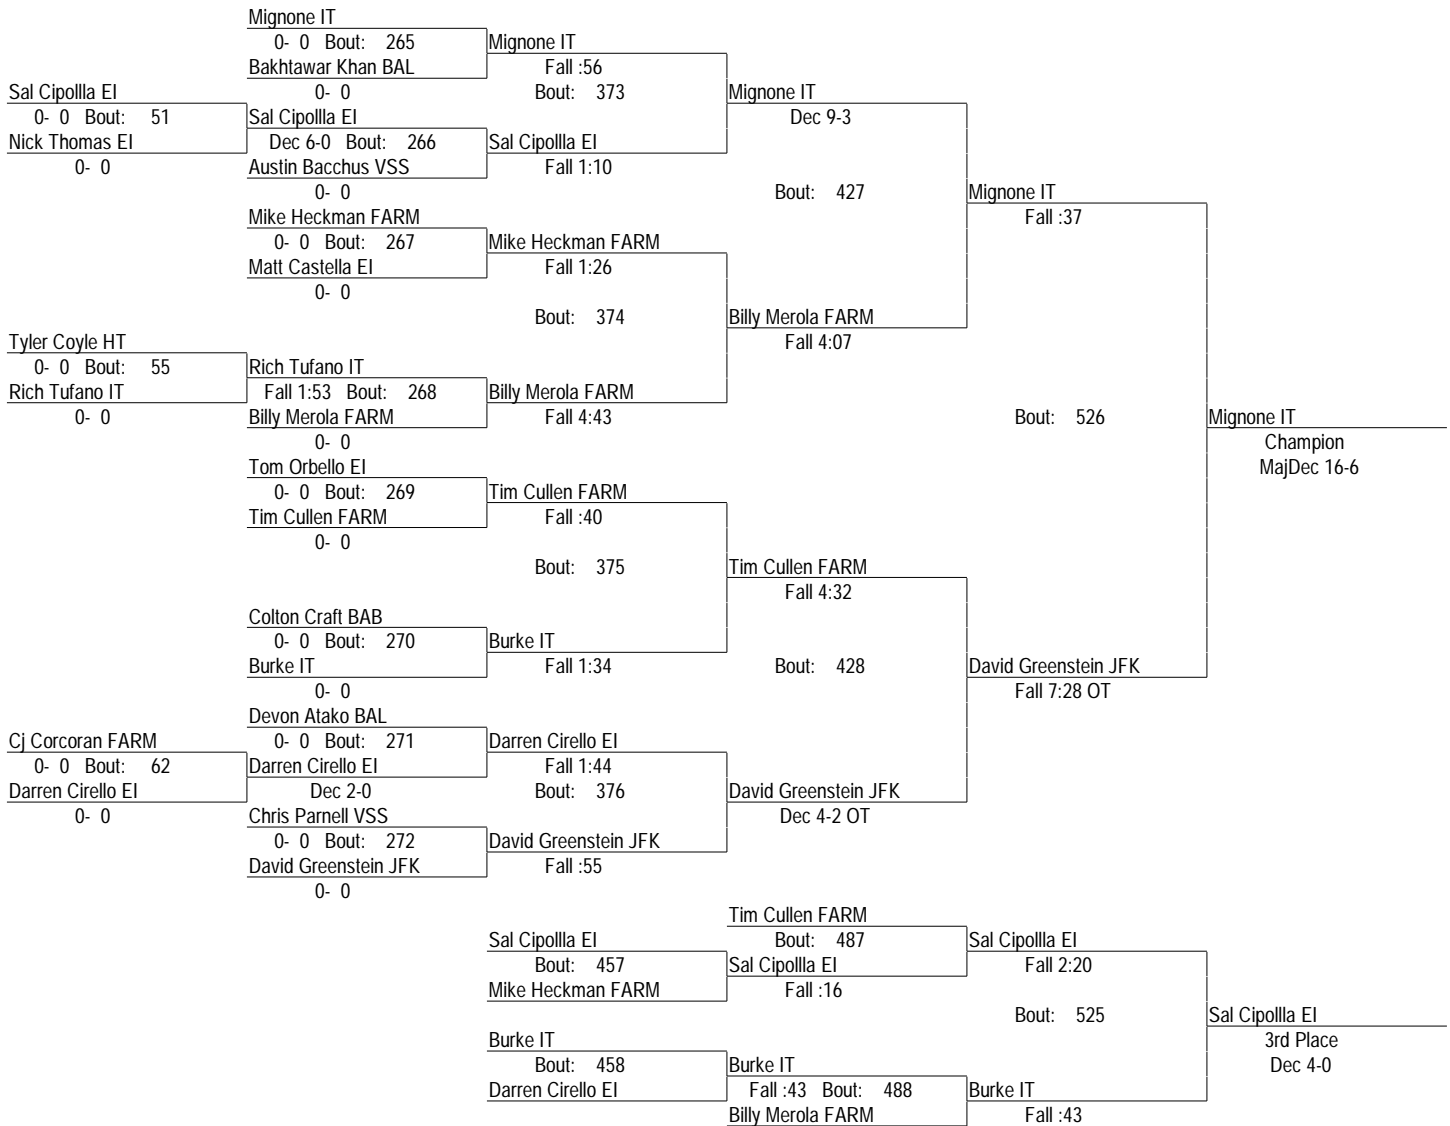 Mignone IT
0- 0 Bout: 265 Mignone IT
Bakhtawar Khan BAL Fall :56
Sal Cipollla EI 0- 0 Bout: 373 Mignone IT
0- 0 Bout: 51 Sal Cipollla EI Dec 9-3
Nick Thomas EI Dec 6-0 Bout: 266 Sal Cipollla EI
0- 0 Austin Bacchus VSS Fall 1:10
0- 0 Bout: 427 Mignone IT
Mike Heckman FARM Fall :37
0- 0 Bout: 267 Mike Heckman FARM
Matt Castella EI Fall 1:26
0- 0
Bout: 374 Billy Merola FARM
Tyler Coyle HT Fall 4:07
0- 0 Bout: 55 Rich Tufano IT
Rich Tufano IT Fall 1:53 Bout: 268 Billy Merola FARM
0- 0 Billy Merola FARM Fall 4:43 Bout: 526 Mignone IT
0- 0 Champion
Tom Orbello EI MajDec 16-6
0- 0 Bout: 269 Tim Cullen FARM
Tim Cullen FARM Fall :40
0- 0
Bout: 375 Tim Cullen FARM
Fall 4:32
Colton Craft BAB
0- 0 Bout: 270 Burke IT
Burke IT Fall 1:34 Bout: 428 David Greenstein JFK
0- 0 Fall 7:28 OT
Devon Atako BAL
Cj Corcoran FARM 0- 0 Bout: 271 Darren Cirello EI
0- 0 Bout: 62 Darren Cirello EI Fall 1:44
Darren Cirello EI Dec 2-0 Bout: 376 David Greenstein JFK
0- 0 Chris Parnell VSS Dec 4-2 OT
0- 0 Bout: 272 David Greenstein JFK
David Greenstein JFK Fall :55
0- 0
Tim Cullen FARM
Sal Cipollla EI Bout: 487 Sal Cipollla EI
Bout: 457 Sal Cipollla EI Fall 2:20
Mike Heckman FARM Fall :16
Bout: 525 Sal Cipollla EI
Burke IT 3rd Place
Bout: 458 Burke IT Dec 4-0
Darren Cirello EI Fall :43 Bout: 488 Burke IT
Billy Merola FARM Fall :43